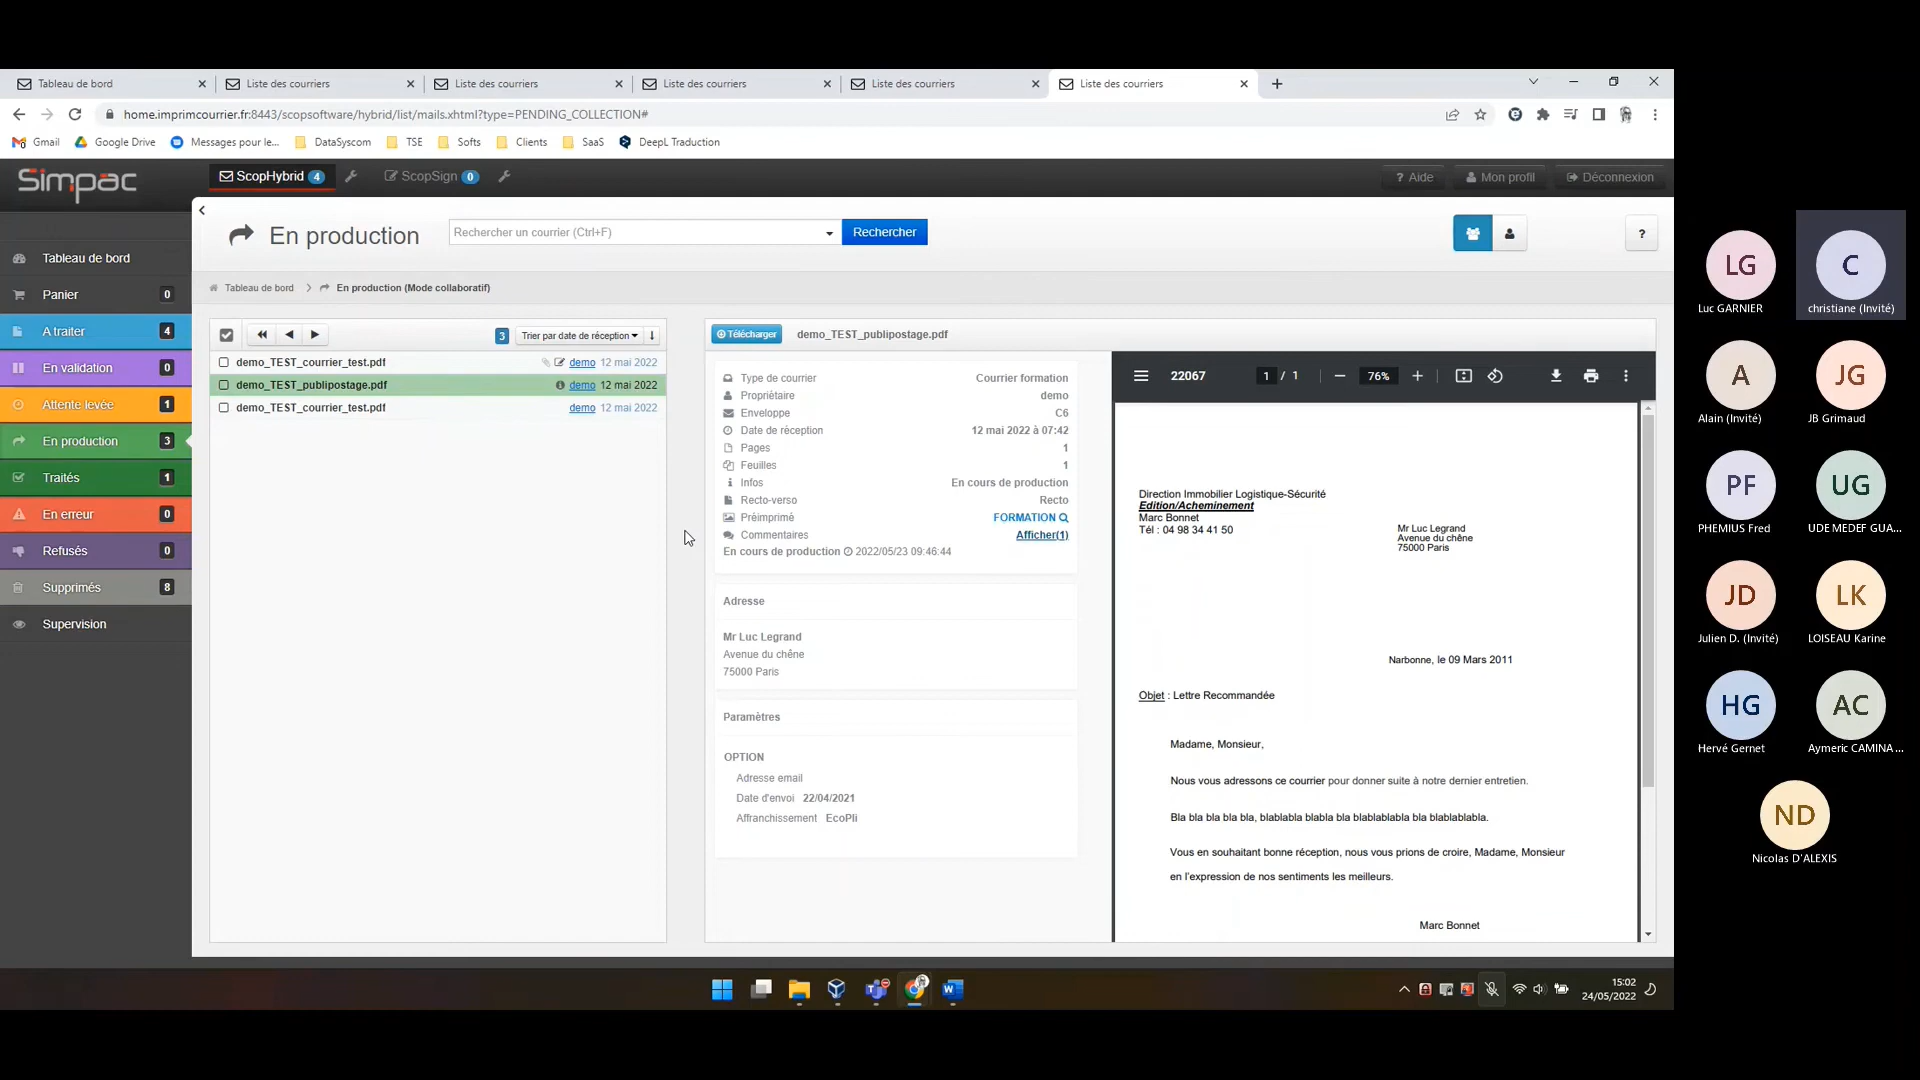 Tableau de bord
Liste des courriers
Liste des courriers
Liste des courriers
Liste des courriers
Liste des courriers
home.imprimcourrier.fr:8443/scopsoftware/hybrid/list/mails.xhtml?type=PENDING_COLLECTION#
Gmail
Google Drive
Messages pour le...
DataSyscom
TSE
Softs
Clients
SaaS
DeepL Traduction
Simpac
ScopHybrid 4
ScopSign 0
? Aide
Mon profil
Déconnexion
En production
Rechercher un courrier (Ctrl+F)
Rechercher
?
Tableau de bord
Panier 0
A traiter 4
En validation 0
Attente levée 1
En production 3
Traités 1
En erreur 0
Refusés 0
Supprimés 8
Supervision
Tableau de bord > En production (Mode collaboratif)
3 Trier par date de réception
demo_TEST_courrier_test.pdf demo 12 mai 2022
demo_TEST_publipostage.pdf demo 12 mai 2022
demo_TEST_courrier_test.pdf demo 12 mai 2022
Télécharger demo_TEST_publipostage.pdf
Type de courrier Courrier formation
Propriétaire demo
Enveloppe C6
Date de réception 12 mai 2022 à 07:42
Pages 1
Feuilles 1
Infos En cours de production
Recto-verso Recto
Préimprimé FORMATION
Commentaires Afficher(1)
En cours de production 2022/05/23 09:46:44
Adresse
Mr Luc Legrand
Avenue du chêne
75000 Paris
Paramètres
OPTION
Adresse email
Date d'envoi 22/04/2021
Affranchissement EcoPli
22067 1 / 1 76%
Direction Immobilier Logistique-Sécurité
Edition/Acheminement
Marc Bonnet
Tél : 04 98 34 41 50
Mr Luc Legrand
Avenue du chêne
75000 Paris
Narbonne, le 09 Mars 2011
Objet : Lettre Recommandée
Madame, Monsieur,
Nous vous adressons ce courrier pour donner suite à notre dernier entretien.
Bla bla bla bla bla, blablabla blabla bla blablablabla bla blablablabla.
Vous en souhaitant bonne réception, nous vous prions de croire, Madame, Monsieur
en l'expression de nos sentiments les meilleurs.
Marc Bonnet
15:02
24/05/2022
LG
Luc GARNIER
C
christiane (Invité)
A
Alain (Invité)
JG
JB Grimaud
PF
PHEMIUS Fred
UG
UDE MEDEF GUA...
JD
Julien D. (Invité)
LK
LOISEAU Karine
HG
Hervé Gernet
AC
Aymeric CAMINA ...
ND
Nicolas D'ALEXIS